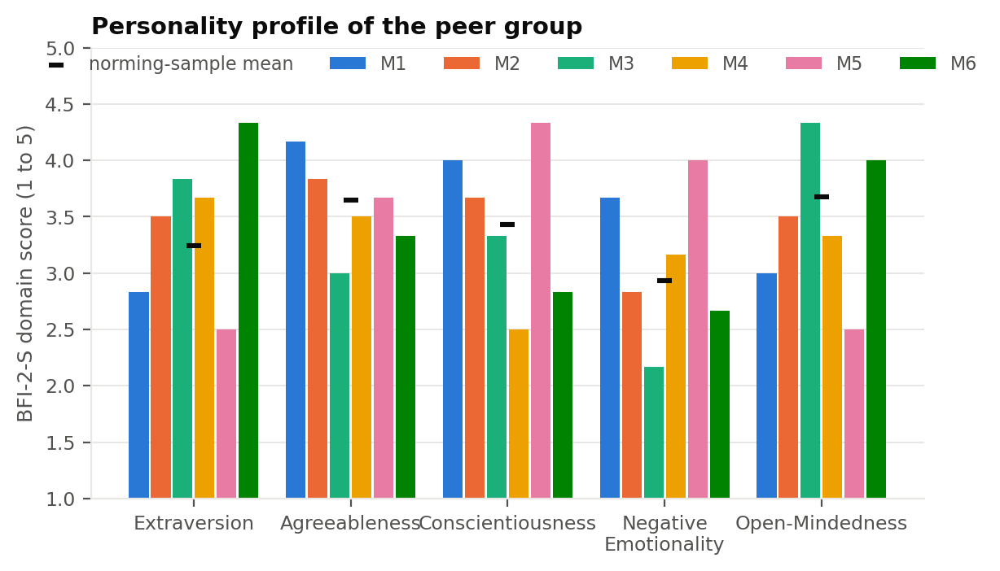 Personality profile of the peer group
norming-sample mean M1 M2 M3 M4 M5 M6
BFI-2-S domain score (1 to 5)
5.0
4.5
4.0
3.5
3.0
2.5
2.0
1.5
1.0
Extraversion Agreeableness Conscientiousness Negative Emotionality Open-Mindedness